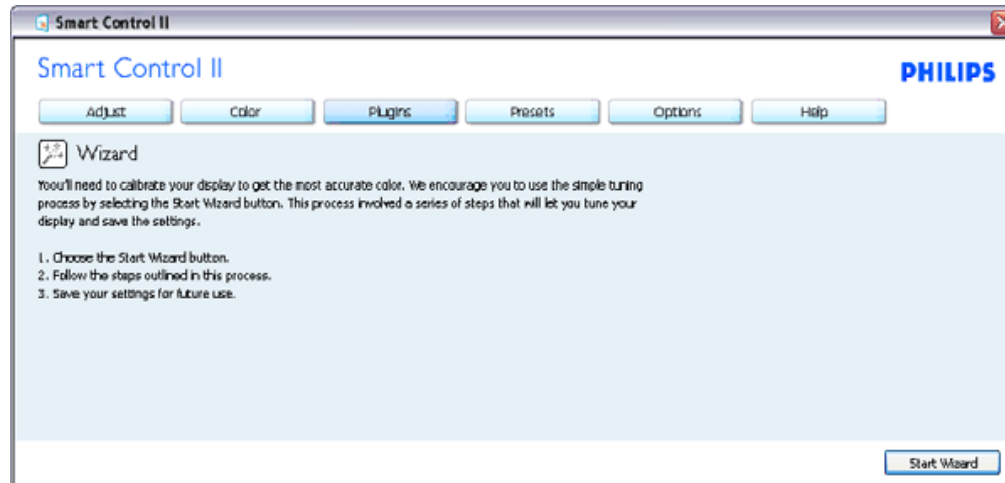 Smart Control II
Smart Control II
PHILIPS
Adjust Color Plugins Presets Options Help
Wizard
Yoou'll need to calibrate your display to get the most accurate color. We encourage you to use the simple tuning
process by selecting the Start Wizard button. This process involved a series of steps that will let you tune your
display and save the settings.
1. Choose the Start Wizard button.
2. Follow the steps outlined in this process.
3. Save your settings for future use.
Start Wizard